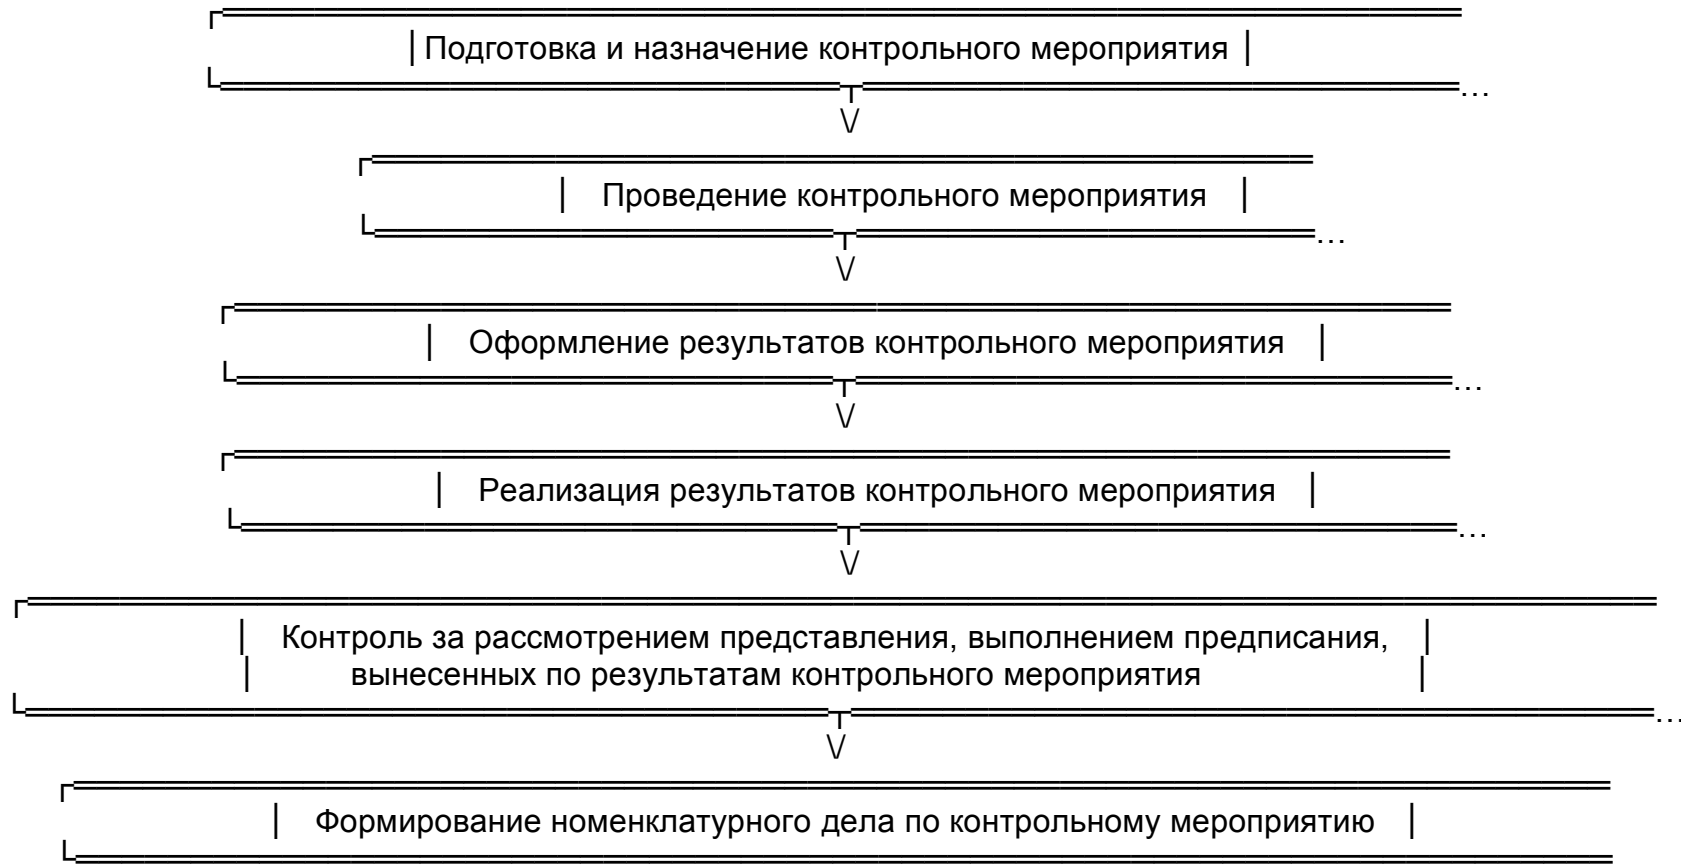 Подготовка и назначение контрольного мероприятия
Проведение контрольного мероприятия
Оформление результатов контрольного мероприятия
Реализация результатов контрольного мероприятия
Контроль за рассмотрением представления, выполнением предписания,
вынесенных по результатам контрольного мероприятия
Формирование номенклатурного дела по контрольному мероприятию